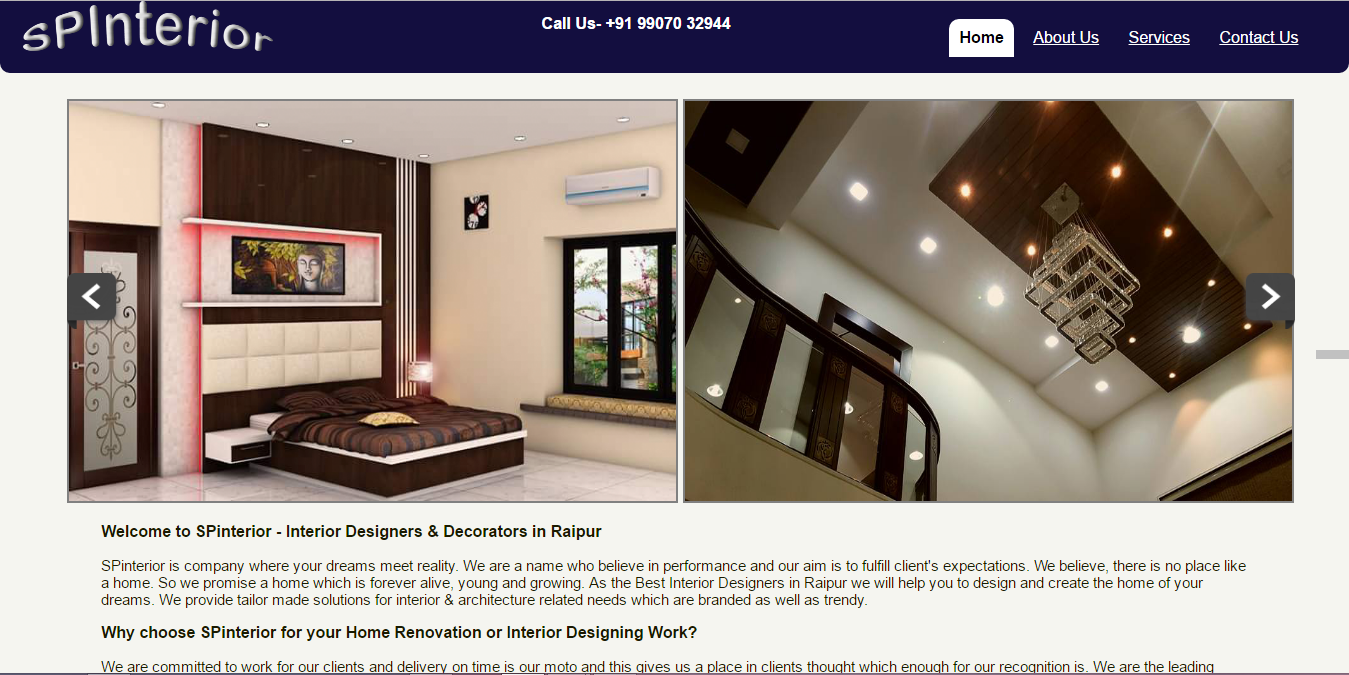 SPInterior
Call Us- +91 99070 32944
Home About Us Services Contact Us
Welcome to SPinterior - Interior Designers & Decorators in Raipur
SPinterior is company where your dreams meet reality. We are a name who believe in performance and our aim is to fulfill client's expectations. We believe, there is no place like
a home. So we promise a home which is forever alive, young and growing. As the Best Interior Designers in Raipur we will help you to design and create the home of your
dreams. We provide tailor made solutions for interior & architecture related needs which are branded as well as trendy.
Why choose SPinterior for your Home Renovation or Interior Designing Work?
We are committed to work for our clients and delivery on time is our moto and this gives us a place in clients thought which enough for our recognition is. We are the leading